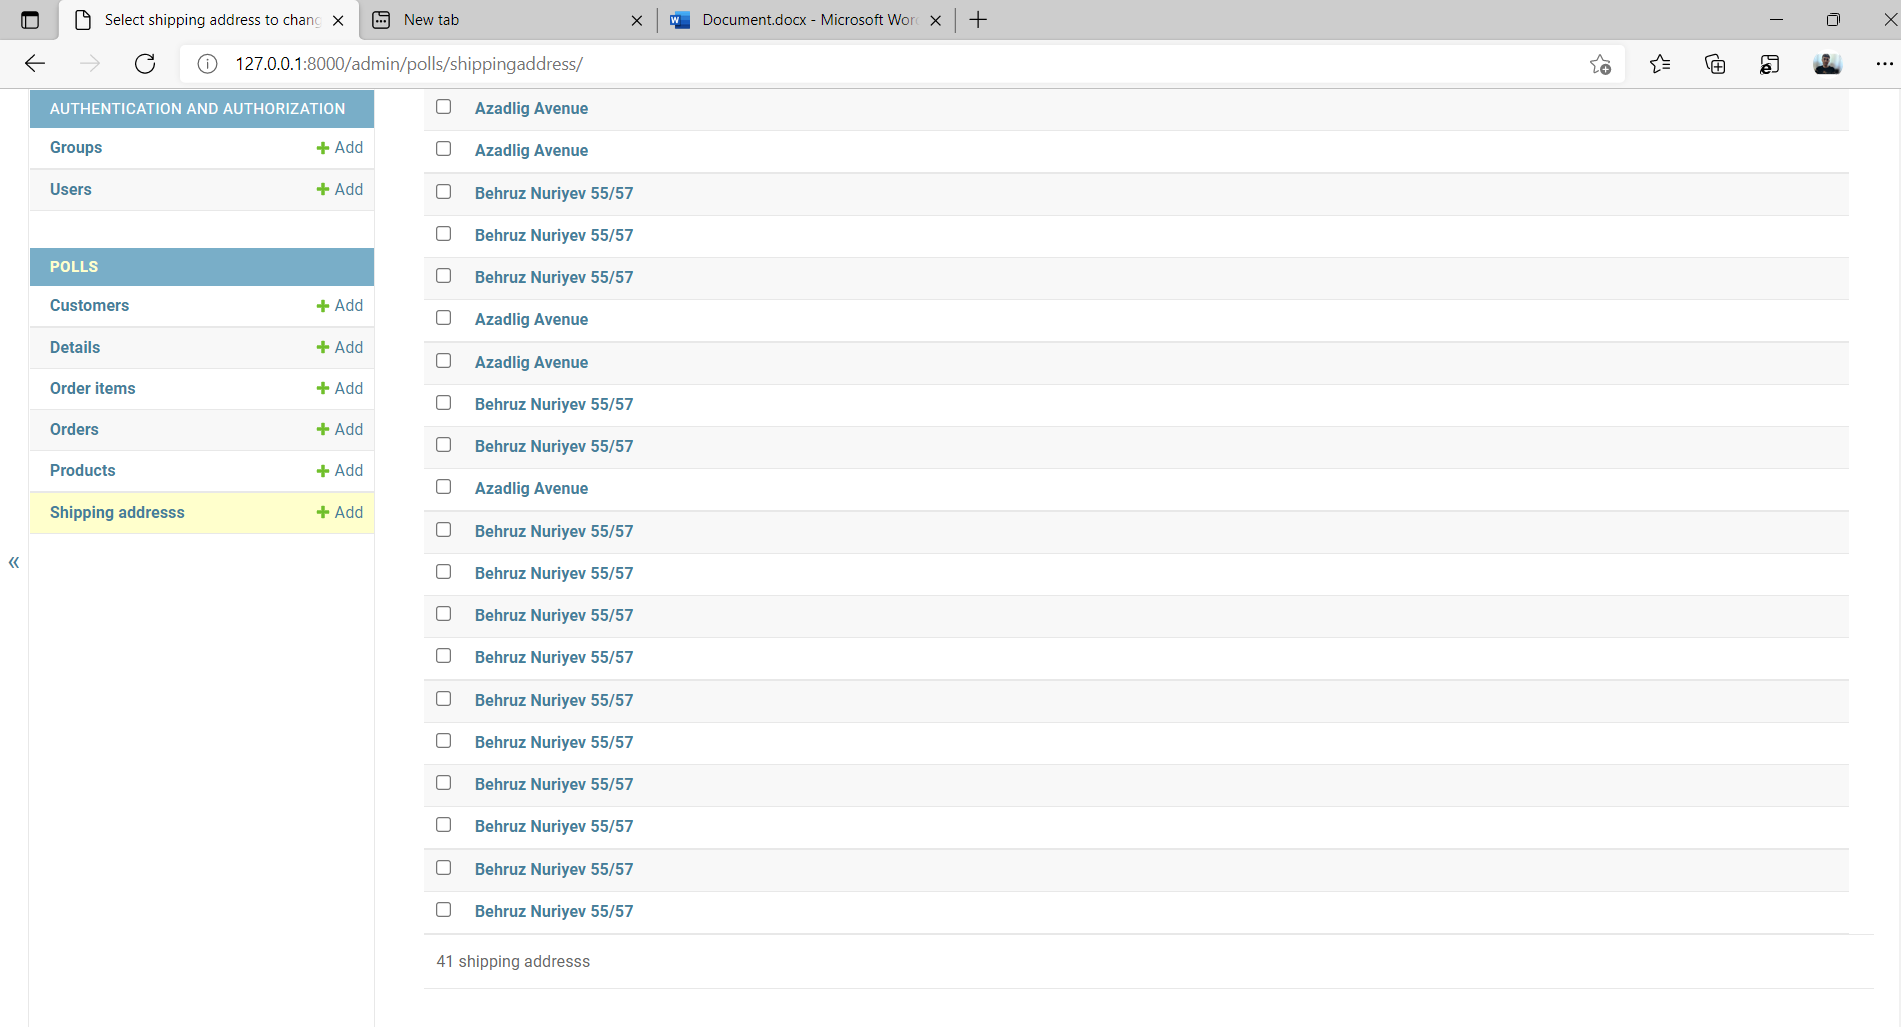 Select shipping address to chang
New tab
Document.docx - Microsoft Wor
127.0.0.1:8000/admin/polls/shippingaddress/
AUTHENTICATION AND AUTHORIZATION
Groups Add
Users Add
POLLS
Customers Add
Details Add
Order items Add
Orders Add
Products Add
Shipping addresss Add
«
Azadlig Avenue
Azadlig Avenue
Behruz Nuriyev 55/57
Behruz Nuriyev 55/57
Behruz Nuriyev 55/57
Azadlig Avenue
Azadlig Avenue
Behruz Nuriyev 55/57
Behruz Nuriyev 55/57
Azadlig Avenue
Behruz Nuriyev 55/57
Behruz Nuriyev 55/57
Behruz Nuriyev 55/57
Behruz Nuriyev 55/57
Behruz Nuriyev 55/57
Behruz Nuriyev 55/57
Behruz Nuriyev 55/57
Behruz Nuriyev 55/57
Behruz Nuriyev 55/57
Behruz Nuriyev 55/57
41 shipping addresss